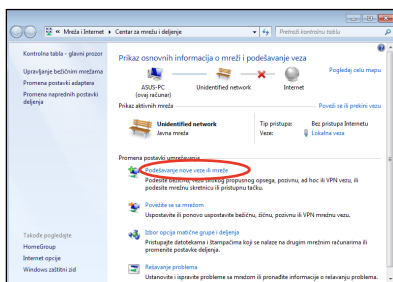 « Mreža i Internet ▸ Centar za mrežu i deljenje
Pretraži kontrolnu tablu
Kontrolna tabla - glavni prozor
Upravljanje bežičnim mrežama
Promena postavki adaptera
Promena naprednih postavki
deljenja
Prikaz osnovnih informacija o mreži i podešavanje veza
Pogledaj celu mapu
ASUS-PC
(ovaj računar)
Unidentified network
Internet
Prikaz aktivnih mreža
Poveži se ili prekini vezu
Unidentified network
Javna mreža
Tip pristupa: Bez pristupa Internetu
Veze: Lokalna veza
Promena postavki umrežavanja
Podešavanje nove veze ili mreže
Podesite bežičnu, vezu širokog propusnog opsega, pozivnu, ad hoc ili VPN vezu, ili
podesite mrežnu skretnicu ili pristupnu tačku.
Povežite se sa mrežom
Uspostavite ili ponovo uspostavite bežičnu, žičnu, pozivnu ili VPN mrežnu vezu.
Izbor opcija matične grupe i deljenja
Pristupajte datotekama i štampačima koji se nalaze na drugim mrežnim računarima ili
promenite postavke deljenja.
Rešavanje problema
Ustanovite i ispravite probleme sa mrežom ili pronađite informacije o rešavanju problema.
Takođe pogledajte
HomeGroup
Internet opcije
Windows zaštitni zid